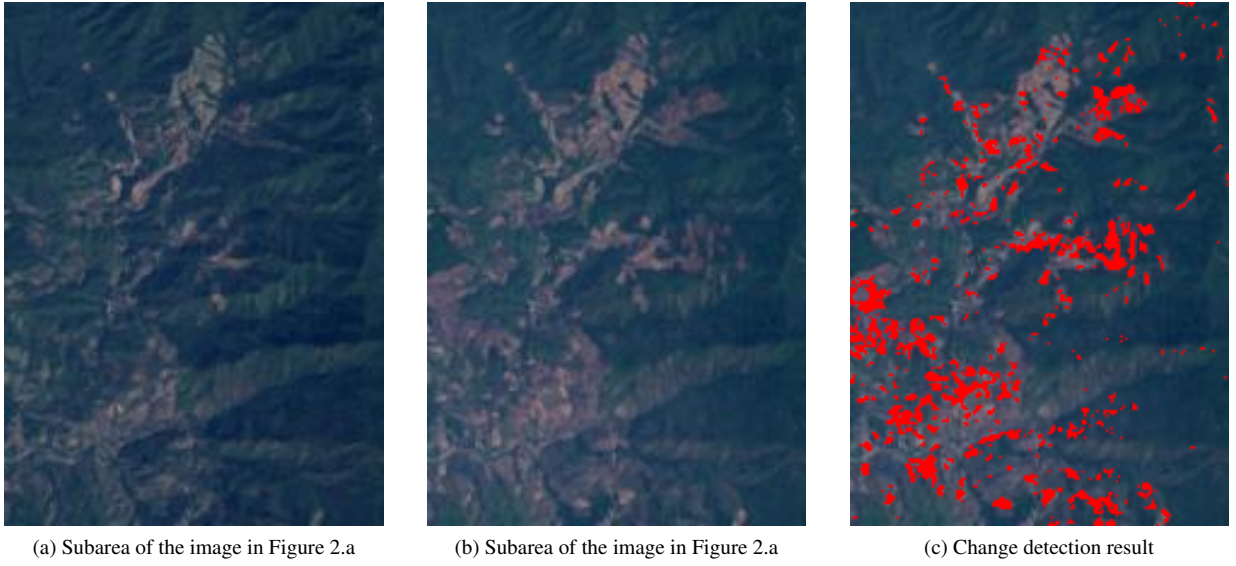 (a) Subarea of the image in Figure 2.a
(b) Subarea of the image in Figure 2.a
(c) Change detection result